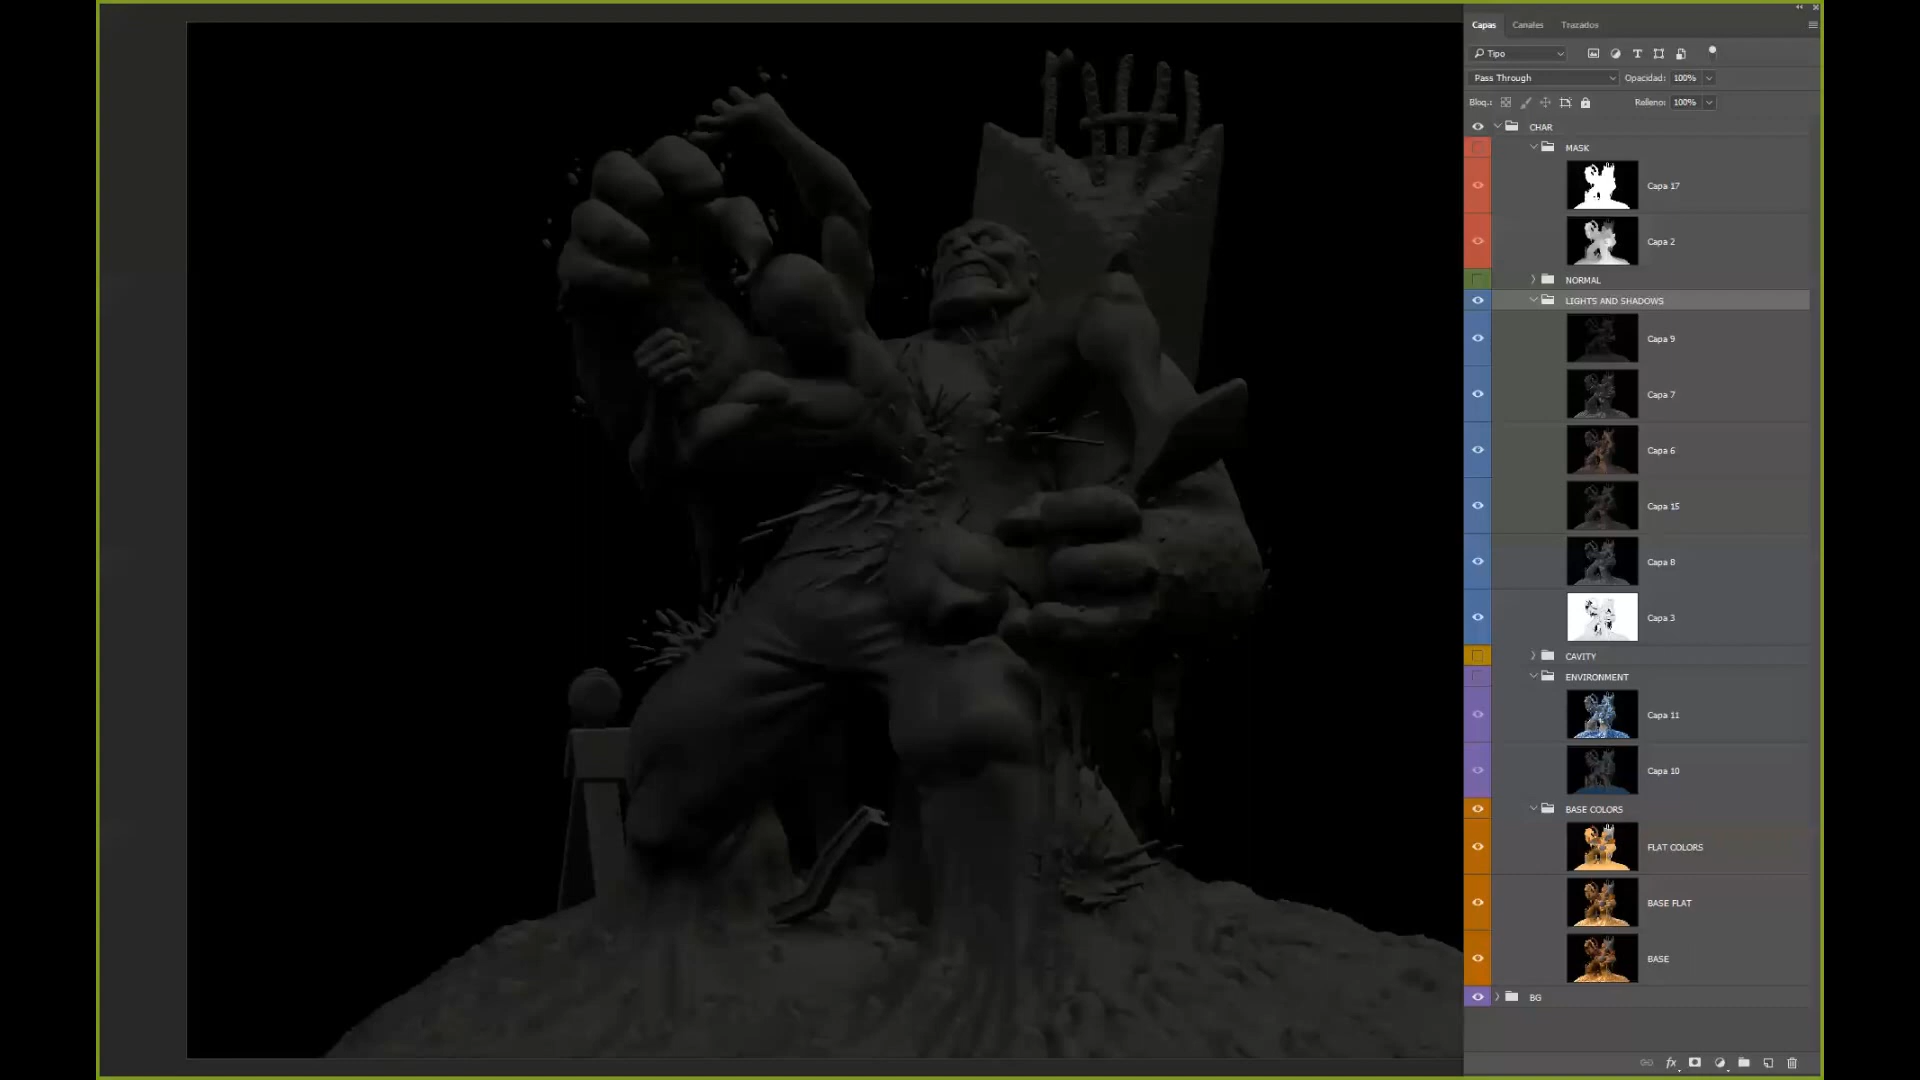 Capas Canales Trazados
Tipo
Pass Through Opacidad: 100%
Bloq.: Relleno: 100%
CHAR
MASK
Capa 17
Capa 2
NORMAL
LIGHTS AND SHADOWS
Capa 9
Capa 7
Capa 6
Capa 15
Capa 8
Capa 3
CAVITY
ENVIRONMENT
Capa 11
Capa 10
BASE COLORS
FLAT COLORS
BASE FLAT
BASE
BG
fx